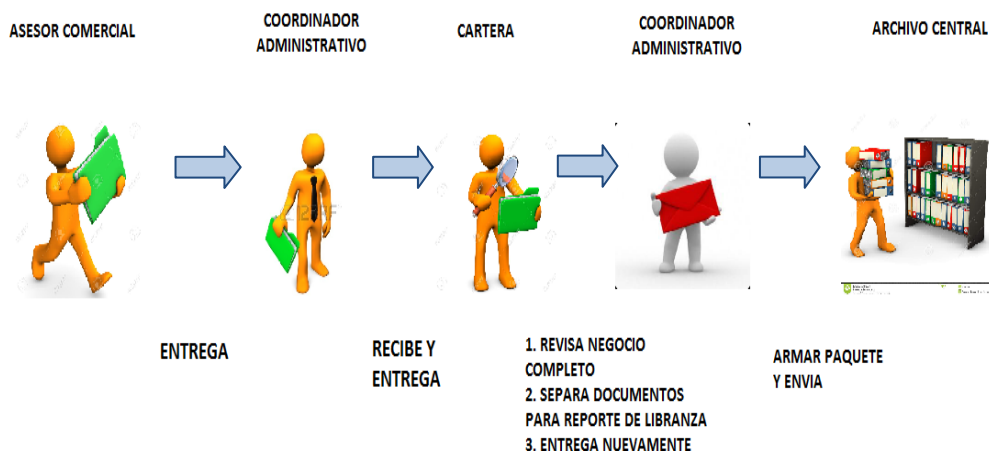 ASESOR COMERCIAL
COORDINADOR
ADMINISTRATIVO
CARTERA
COORDINADOR
ADMINISTRATIVO
ARCHIVO CENTRAL
ENTREGA
RECIBE Y
ENTREGA
1. REVISA NEGOCIO
COMPLETO
2. SEPARA DOCUMENTOS
PARA REPORTE DE LIBRANZA
3. ENTREGA NUEVAMENTE
ARMAR PAQUETE
Y ENVIA